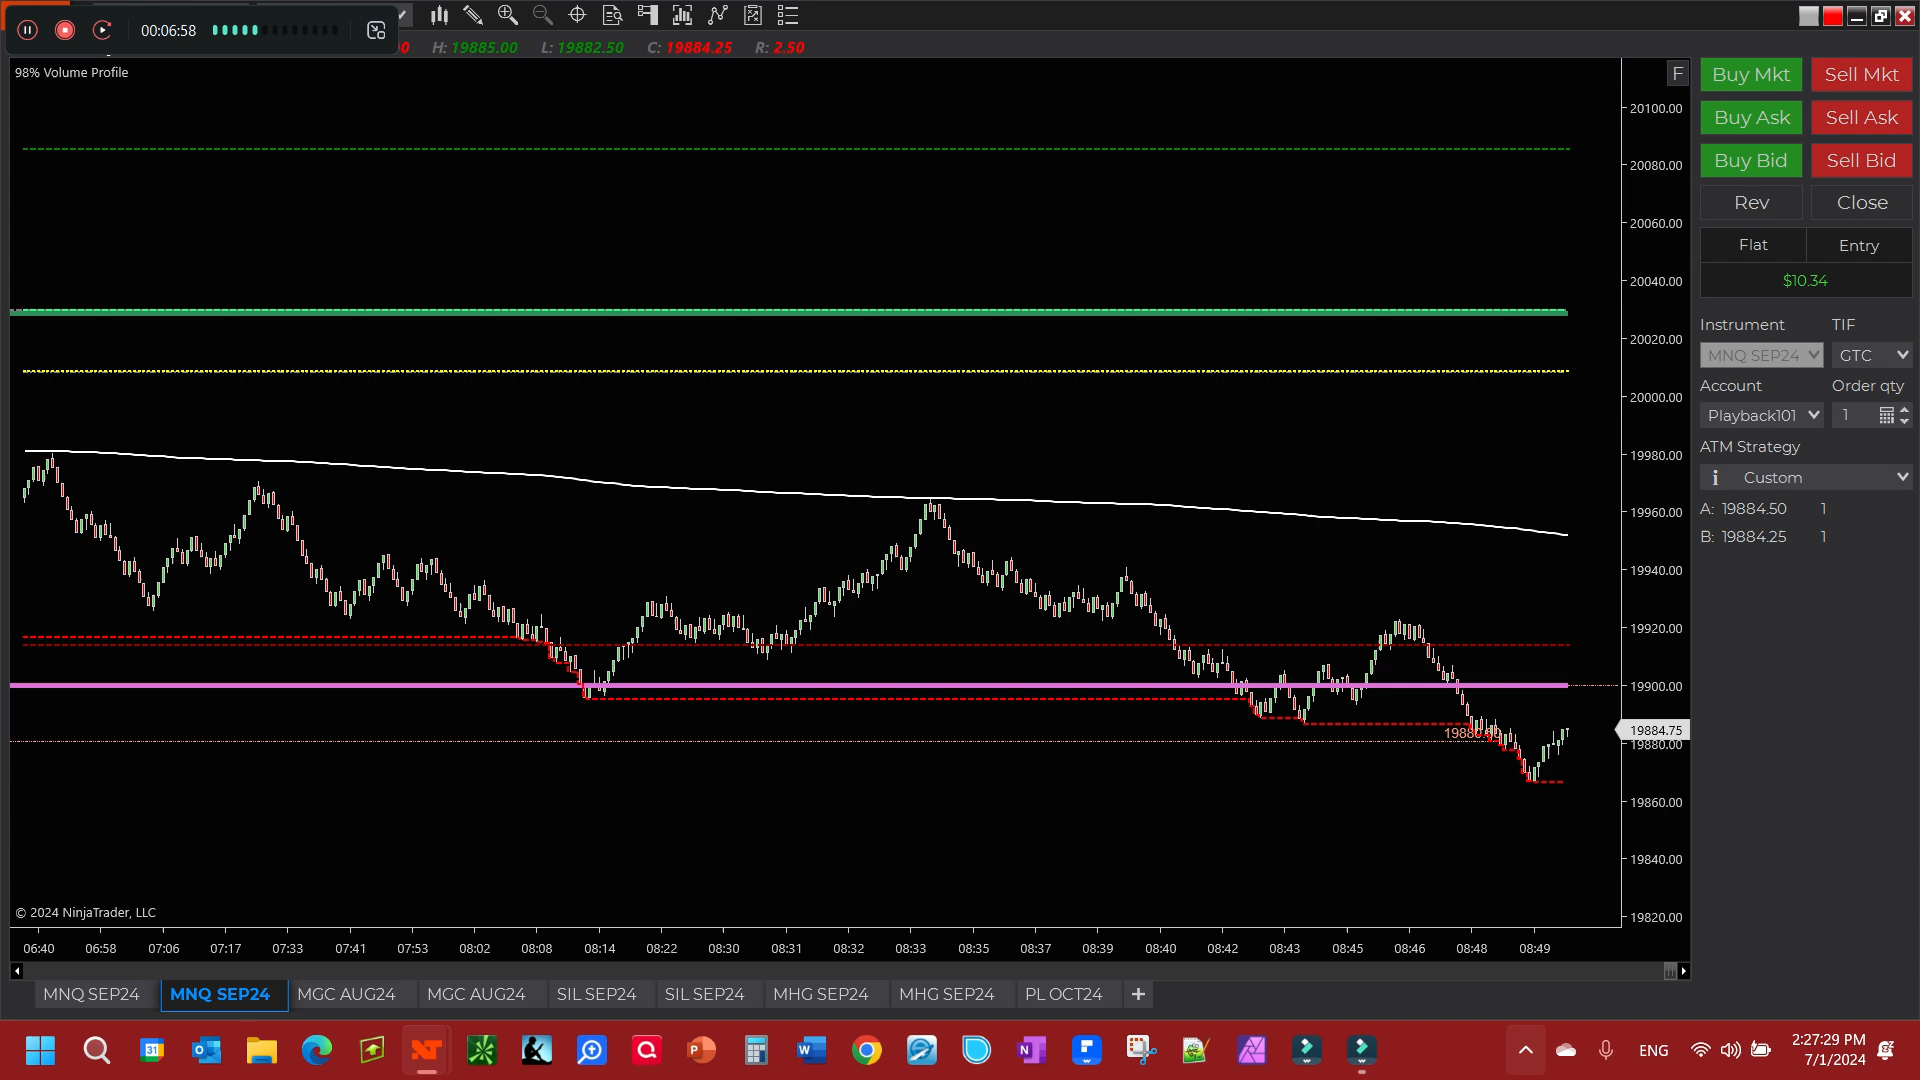 00:06:58
H: 19885.00 L: 19882.50 C: 19884.25 R: 2.50
98% Volume Profile
F
Buy Mkt Sell Mkt
Buy Ask Sell Ask
Buy Bid Sell Bid
Rev Close
Flat Entry
$10.34
Instrument TIF
MNQ SEP24 GTC
Account Order qty
Playback101 1
ATM Strategy
i Custom
A: 19884.50 1
B: 19884.25 1
20100.00
20080.00
20060.00
20040.00
20020.00
20000.00
19980.00
19960.00
19940.00
19920.00
19900.00
19884.75
19880.00
19860.00
19840.00
19820.00
© 2024 NinjaTrader, LLC
06:40 06:58 07:06 07:17 07:33 07:41 07:53 08:02 08:08 08:14 08:22 08:30 08:31 08:32 08:33 08:35 08:37 08:39 08:40 08:42 08:43 08:45 08:46 08:48 08:49
MNQ SEP24 MNQ SEP24 MGC AUG24 MGC AUG24 SIL SEP24 SIL SEP24 MHG SEP24 MHG SEP24 PL OCT24 +
ENG
2:27:29 PM
7/1/2024